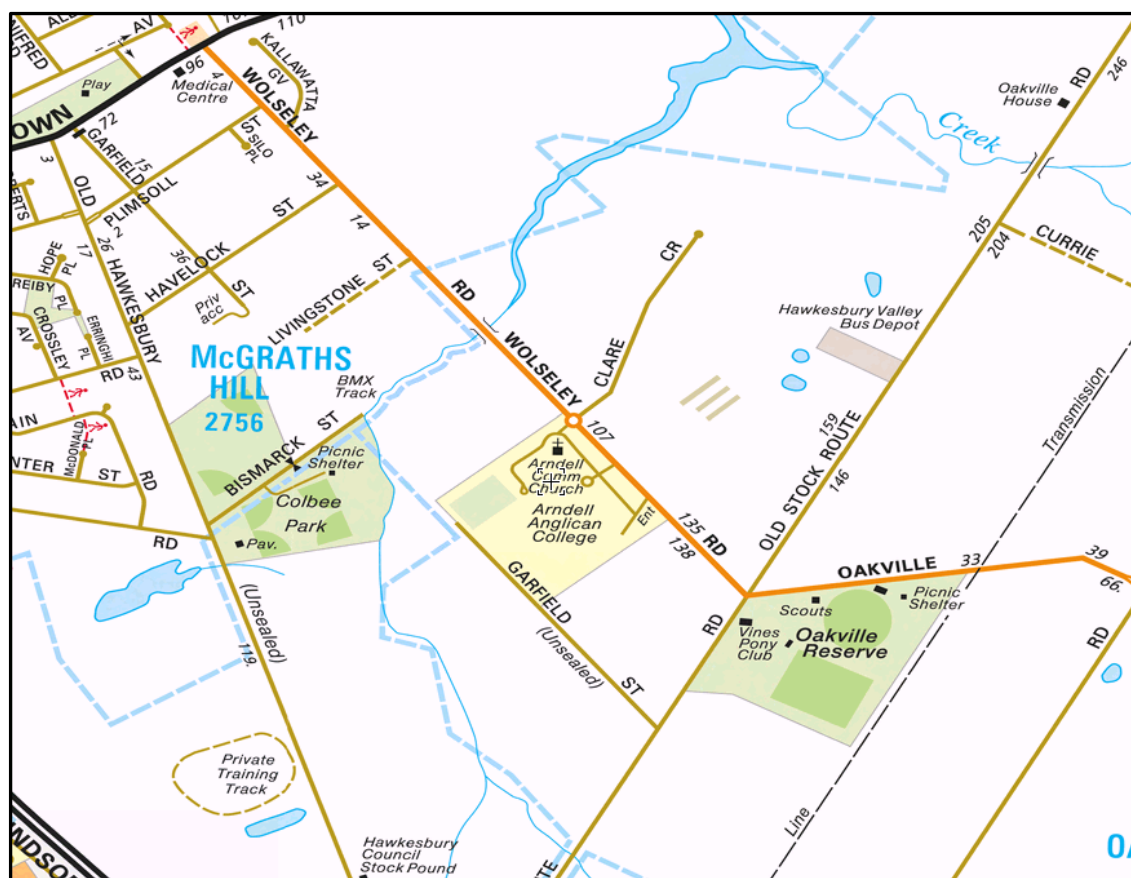 AV
110
KALLAWATTA
GV
96
4
Play
Medical
Centre
WOLSELEY
OWN
72
GARFIELD
15
3
OLD
ST
SILO
PL
PLIMSOLL
2
34
14
ST
26
17
HOPE
PL
REIBY
PL
ERRINGHI
PL
CROSSLEY
AV
HAWKESBURY
36
HAVELOCK
ST
Priv
acc
LIVINGSTONE
ST
RD
WOLSELEY
CLARE
CR
246
RD
Oakville
House
Creek
205
204
CURRIE
Hawkesbury Valley
Bus Depot
McGRATHS
HILL
2756
43
RD
BMX
Track
BISMARCK
ST
Picnic
Shelter
Colbee
Park
Pav.
McDONALD
PL
ST
RD
RD
107
Arndell
Comm
Church
Arndell
Anglican
College
Ent
135
RD
138
159
146
OLD STOCK ROUTE
Transmission
Line
GARFIELD
(Unsealed)
ST
RD
OAKVILLE
33
39
66.
Scouts
Picnic
Shelter
Vines
Pony
Club
Oakville
Reserve
RD
(Unsealed)
119.
Private
Training
Track
Hawkesbury
Council
Stock Pound